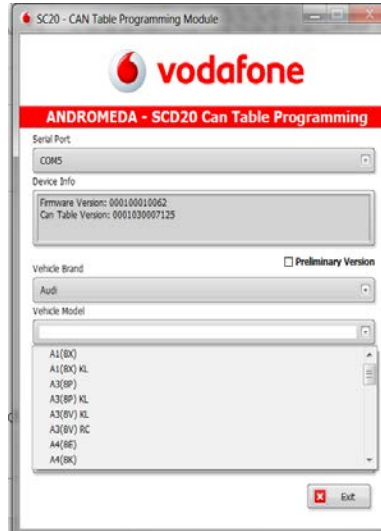 SC20 - CAN Table Programming Module
vodafone
ANDROMEDA - SCD20 Can Table Programming
Serial Port
COM5
Device Info
Firmware Version: 000100010062
Can Table Version: 0001030007125
Preliminary Version
Vehicle Brand
Audi
Vehicle Model
A1(8X)
A1(8X) KL
A3(8P)
A3(8P) KL
A3(8V) KL
A3(8V) RC
A4(8E)
A4(8K)
Exit